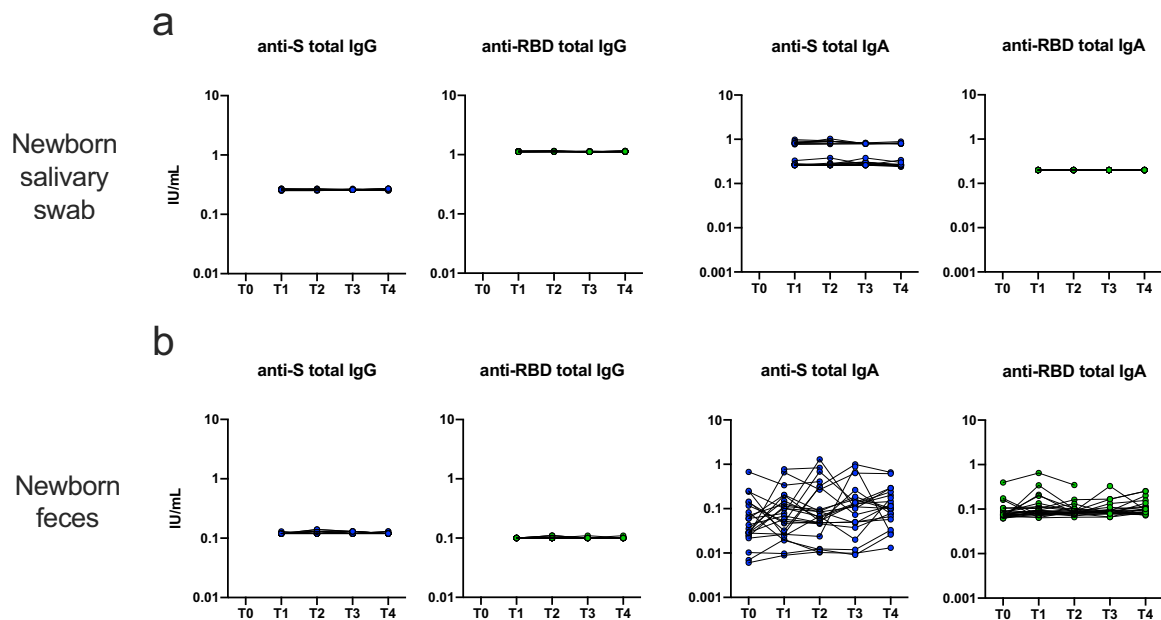 a
anti-S total IgG
anti-RBD total IgG
anti-S total IgA
anti-RBD total IgA
Newborn
salivary
swab
IU/mL
10
1
0.1
0.01
T0 T1 T2 T3 T4
10
1
0.1
0.01
T0 T1 T2 T3 T4
10
1
0.1
0.01
0.001
T0 T1 T2 T3 T4
10
1
0.1
0.01
0.001
T0 T1 T2 T3 T4
b
anti-S total IgG
anti-RBD total IgG
anti-S total IgA
anti-RBD total IgA
Newborn
feces
IU/mL
10
1
0.1
0.01
T0 T1 T2 T3 T4
10
1
0.1
0.01
T0 T1 T2 T3 T4
10
1
0.1
0.01
0.001
T0 T1 T2 T3 T4
10
1
0.1
0.01
0.001
T0 T1 T2 T3 T4